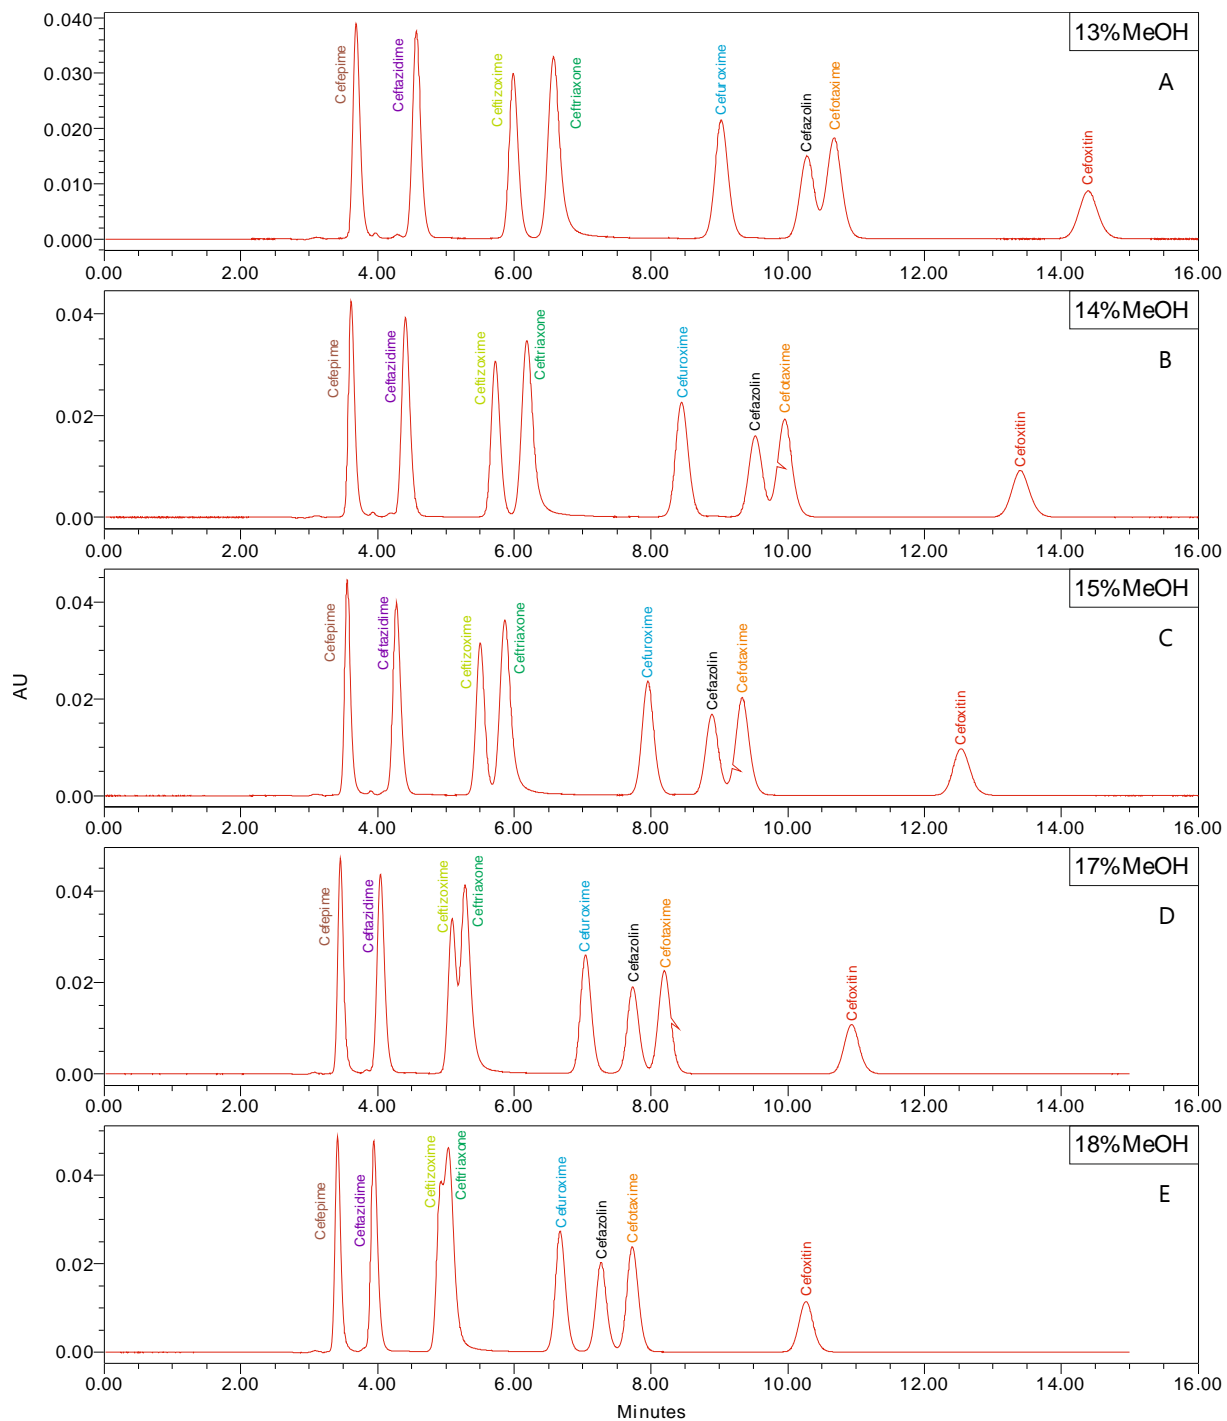 13%MeOH
A
Cefepime
Ceftazidime
Ceftizoxime
Ceftriaxone
Cefuroxime
Cefazolin
Cefotaxime
Cefoxitin
0.040
0.030
0.020
0.010
0.000
0.00 2.00 4.00 6.00 8.00 10.00 12.00 14.00 16.00
14%MeOH
B
Cefepime
Ceftazidime
Ceftizoxime
Ceftriaxone
Cefuroxime
Cefazolin
Cefotaxime
Cefoxitin
0.04
0.02
0.00
0.00 2.00 4.00 6.00 8.00 10.00 12.00 14.00 16.00
15%MeOH
C
Cefepime
Ceftazidime
Ceftizoxime
Ceftriaxone
Cefuroxime
Cefazolin
Cefotaxime
Cefoxitin
AU
0.04
0.02
0.00
0.00 2.00 4.00 6.00 8.00 10.00 12.00 14.00 16.00
17%MeOH
D
Cefepime
Ceftazidime
Ceftizoxime
Ceftriaxone
Cefuroxime
Cefazolin
Cefotaxime
Cefoxitin
0.04
0.02
0.00
0.00 2.00 4.00 6.00 8.00 10.00 12.00 14.00 16.00
18%MeOH
E
Cefepime
Ceftazidime
Ceftizoxime
Ceftriaxone
Cefuroxime
Cefazolin
Cefotaxime
Cefoxitin
0.04
0.02
0.00
0.00 2.00 4.00 6.00 8.00 10.00 12.00 14.00 16.00
Minutes